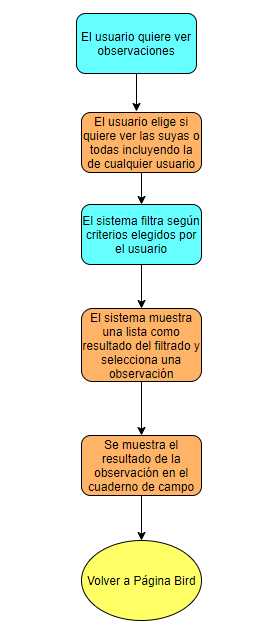 El usuario quiere ver
observaciones
El usuario elige si
quiere ver las suyas o
todas incluyendo la
de cualquier usuario
El sistema filtra según
criterios elegidos por
el usuario
El sistema muestra
una lista como
resultado del filtrado y
selecciona una
observación
Se muestra el
resultado de la
observación en el
cuaderno de campo
Volver a Página Bird